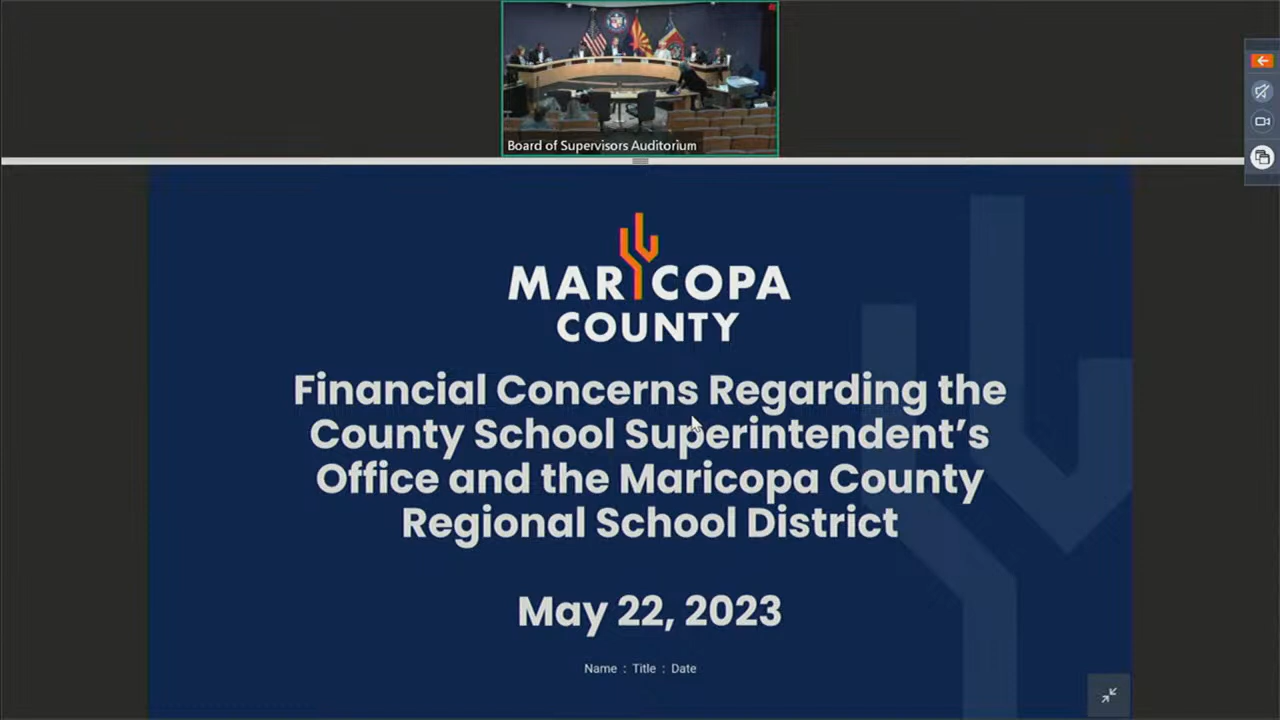 Board of Supervisors Auditorium
MARICOPA
COUNTY
Financial Concerns Regarding the
County School Superintendent’s
Office and the Maricopa County
Regional School District
May 22, 2023
Name : Title : Date